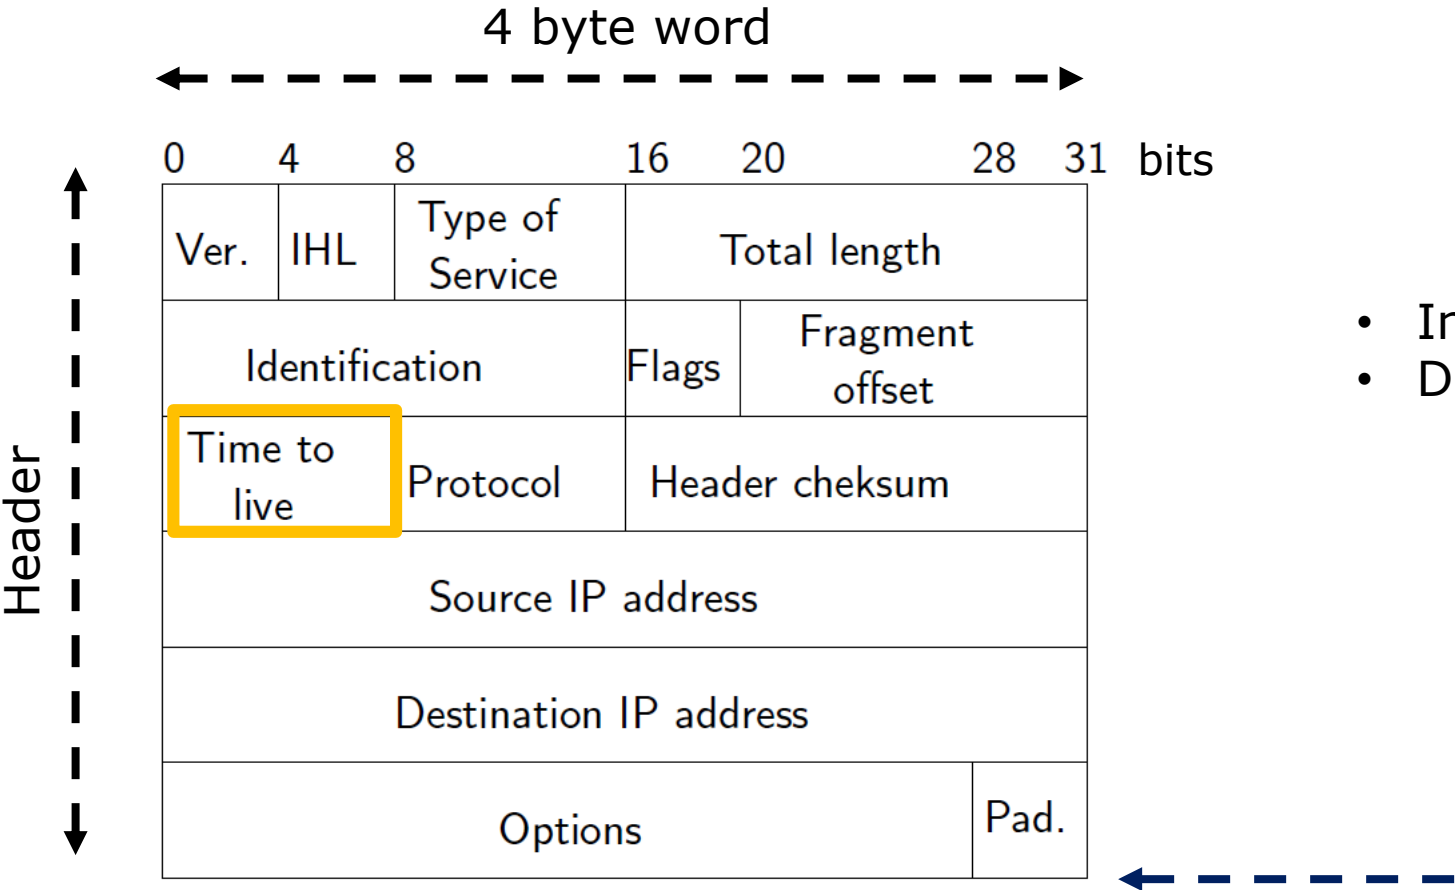 4 byte word
0 4 8 16 20 28 31 bits
Ver. IHL Type of Service Total length
Identification Flags Fragment offset
Time to live Protocol Header cheksum
Source IP address
Destination IP address
Options Pad.
Header